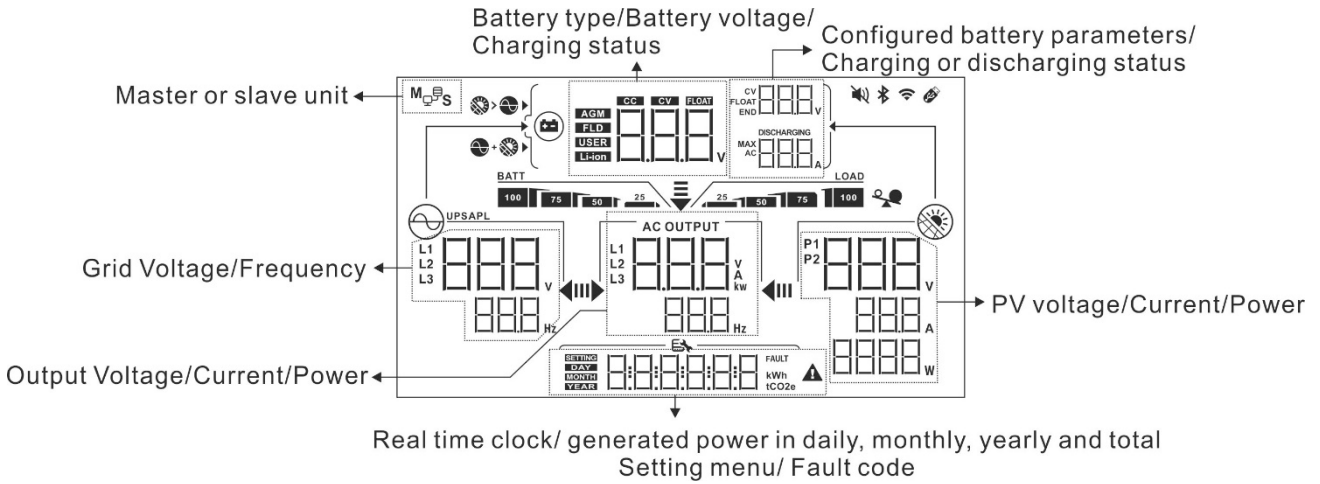 Battery type/Battery voltage/
Charging status
Configured battery parameters/
Charging or discharging status
Master or slave unit
M S
CC CV FLOAT
AGM
FLD
USER
Li-ion
V
CV
FLOAT
END
V
DISCHARGING
MAX
AC
A
BATT
LOAD
100 75 50 25
25 50 75 100
UPSAPL
L1
L2
L3
V
Hz
AC OUTPUT
L1
L2
L3
V
A
kw
Hz
P1
P2
V
A
W
Grid Voltage/Frequency
PV voltage/Current/Power
Output Voltage/Current/Power
SETTING
DAY
MONTH
YEAR
FAULT
kWh
tCO2e
Real time clock/ generated power in daily, monthly, yearly and total
Setting menu/ Fault code